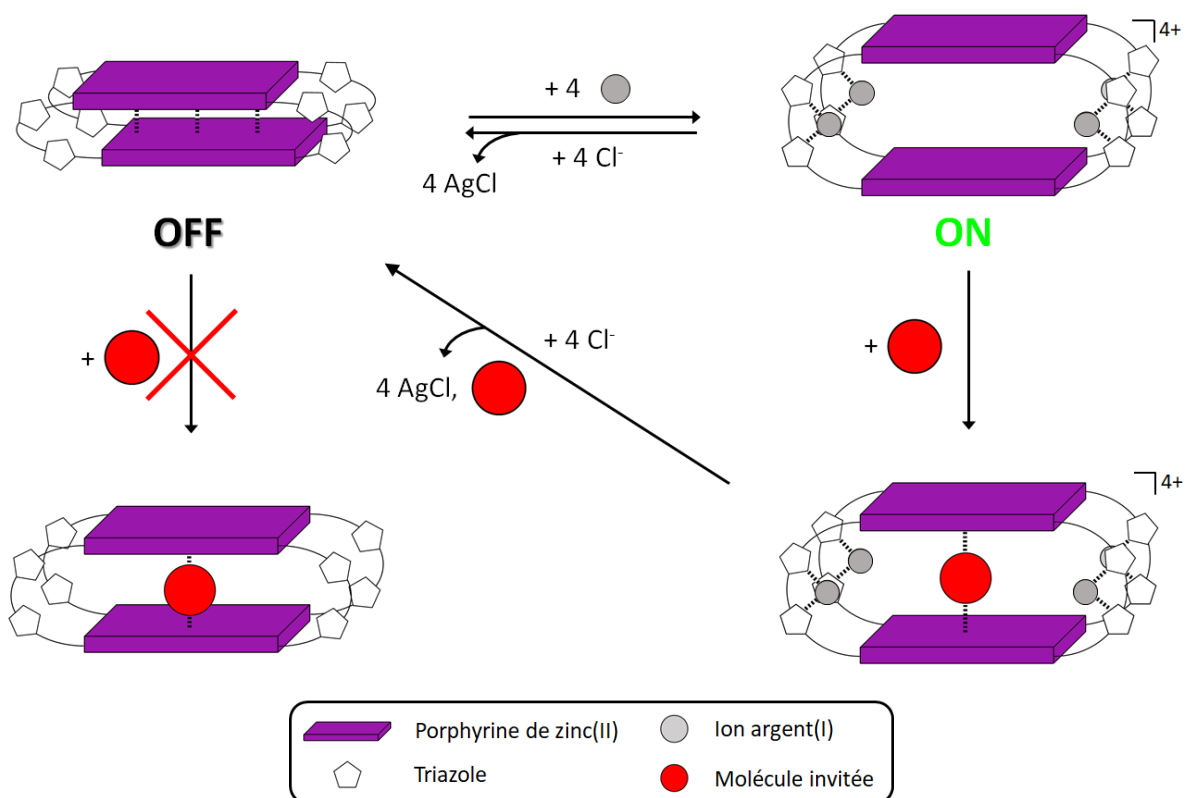 4+
+ 4
+ 4 Cl⁻
4 AgCl
OFF
ON
+
+ 4 Cl⁻
+
4 AgCl,
4+
Porphyrine de zinc(II)
Ion argent(I)
Triazole
Molécule invitée